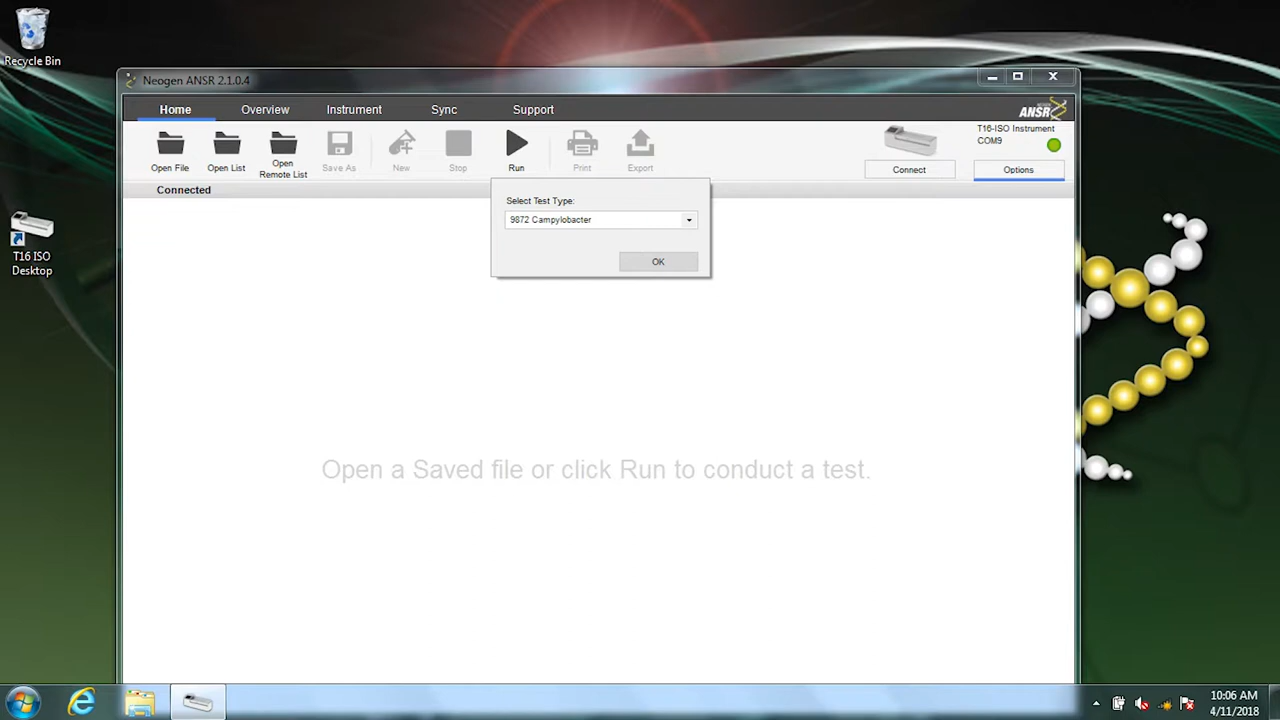 Recycle Bin
Neogen ANSR 2.1.0.4
Home
Overview
Instrument
Sync
Support
NEOGEN
ANSR
Open File
Open List
Open
Remote List
Save As
New
Stop
Run
Print
Export
Connect
T16-ISO Instrument
COM9
Options
Connected
Select Test Type:
9872 Campylobacter
OK
T16 ISO
Desktop
Open a Saved file or click Run to conduct a test.
10:06 AM
4/11/2018